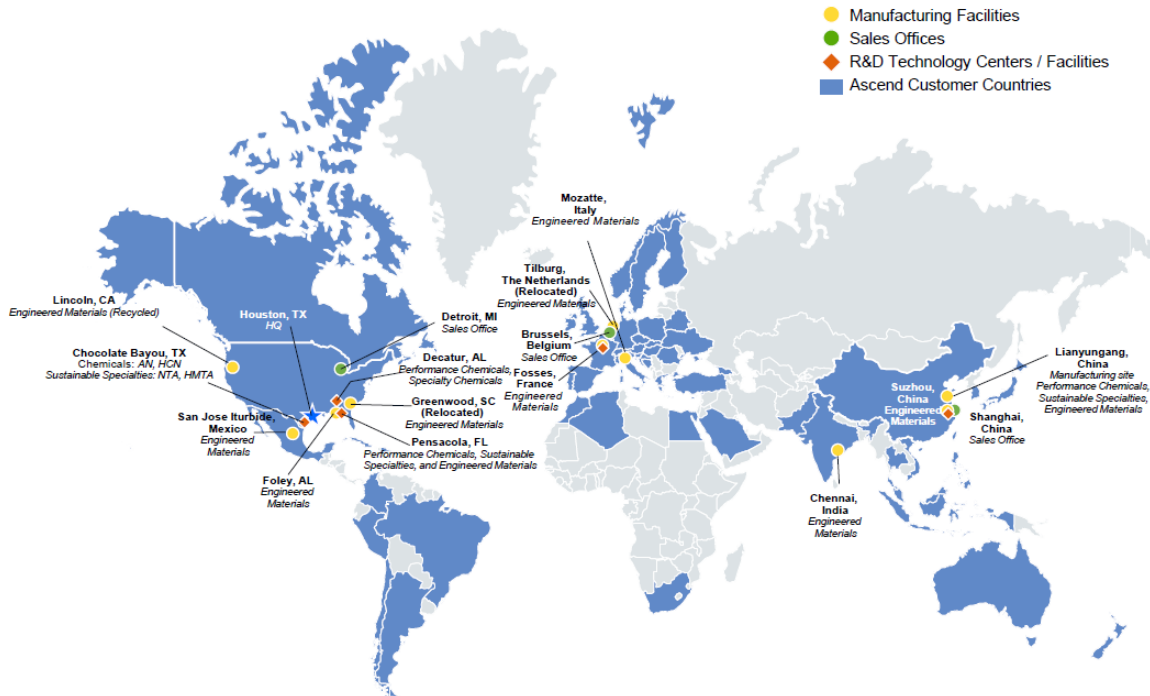 Manufacturing Facilities
Sales Offices
R&D Technology Centers / Facilities
Ascend Customer Countries
Mozatte,
Italy
Engineered Materials
Tilburg,
The Netherlands
(Relocated)
Engineered Materials
Lincoln, CA
Engineered Materials (Recycled)
Houston, TX
HQ
Detroit, MI
Sales Office
Brussels,
Belgium
Sales Office
Chocolate Bayou, TX
Chemicals: AN, HCN
Sustainable Specialties: NTA, HMTA
Decatur, AL
Performance Chemicals,
Specialty Chemicals
Fosses,
France
Engineered
Materials
Lianyungang,
China
Manufacturing site
Performance Chemicals,
Sustainable Specialties,
Engineered Materials
Suzhou,
China
Engineered
Materials
Greenwood, SC
(Relocated)
Engineered Materials
San Jose Iturbide,
Mexico
Engineered
Materials
Shanghai,
China
Sales Office
Pensacola, FL
Performance Chemicals, Sustainable
Specialties, and Engineered Materials
Foley, AL
Engineered
Materials
Chennai,
India
Engineered
Materials